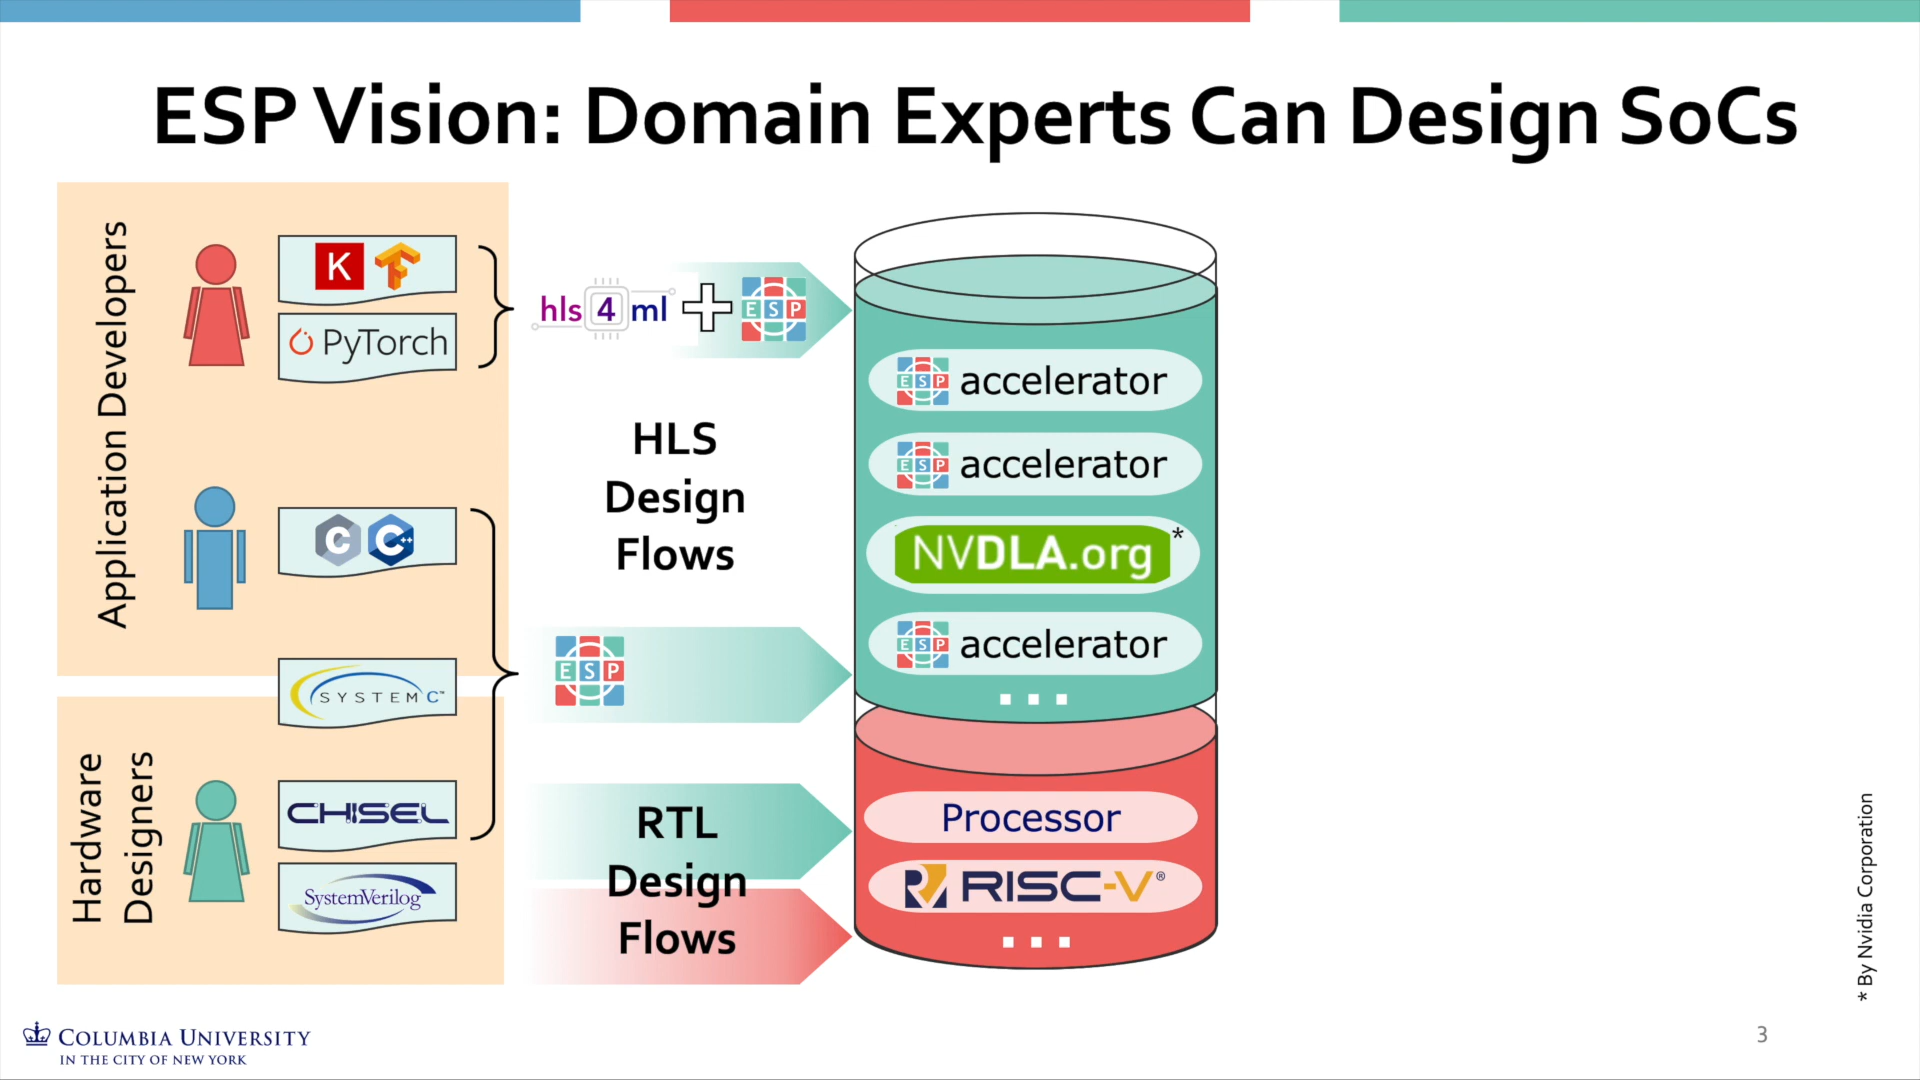 ESP Vision: Domain Experts Can Design SoCs
Application Developers
K
PyTorch
C C++
SYSTEM C™
Hardware
Designers
CHISEL
SystemVerilog
hls 4 ml + ESP
HLS
Design
Flows
ESP
RTL
Design
Flows
ESP accelerator
ESP accelerator
NVDLA.org *
ESP accelerator
...
Processor
RISC-V®
...
* By Nvidia Corporation
COLUMBIA UNIVERSITY
IN THE CITY OF NEW YORK
3